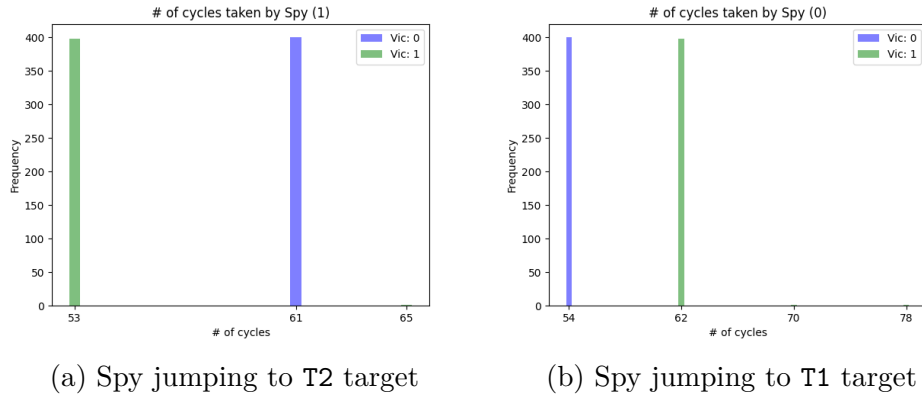 # of cycles taken by Spy (1)
Vic: 0
Vic: 1
400
350
300
250
200
150
100
50
0
Frequency
53
61
65
# of cycles
(a) Spy jumping to T2 target
# of cycles taken by Spy (0)
Vic: 0
Vic: 1
400
350
300
250
200
150
100
50
0
Frequency
54
62
70
78
# of cycles
(b) Spy jumping to T1 target